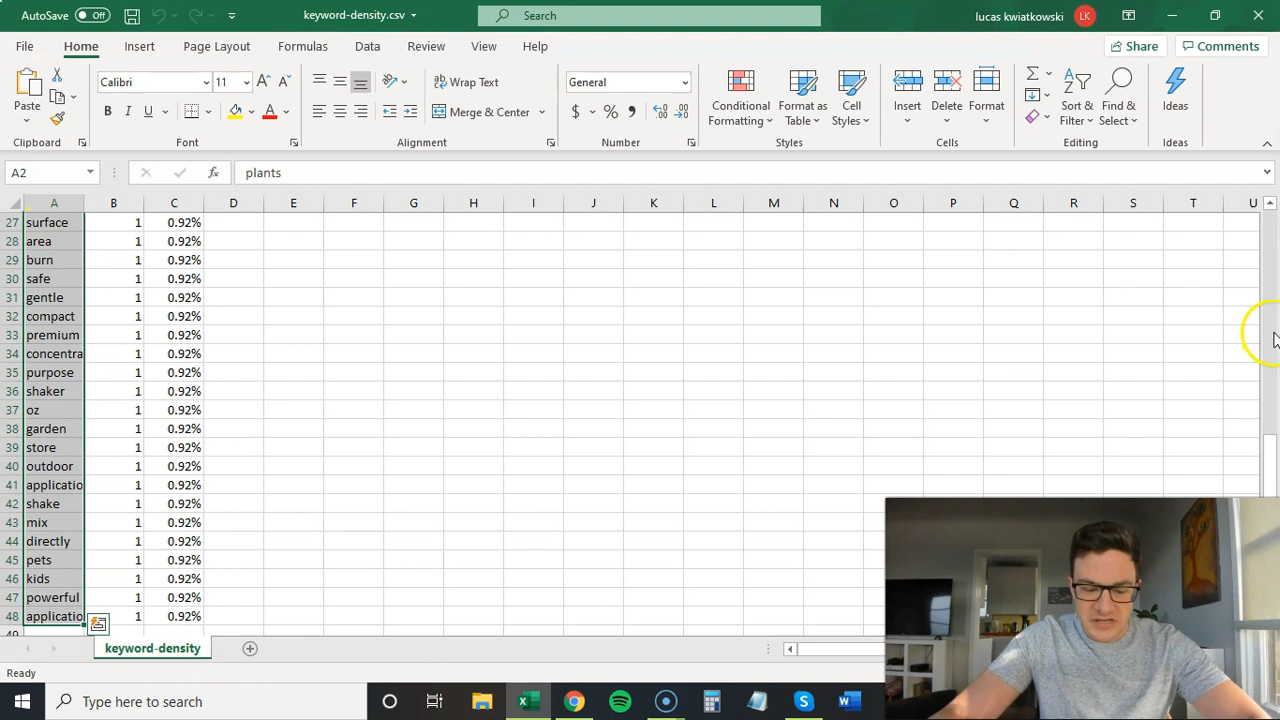 AutoSave Off keyword-density.csv Search lucas kwiatkowski LK
File Home Insert Page Layout Formulas Data Review View Help Share Comments
Paste Calibri 11 Wrap Text General Conditional Formatting Format as Table Cell Styles Insert Delete Format Sort & Filter Find & Select Ideas
B I U Merge & Center $ % ,
Clipboard Font Alignment Number Styles Cells Editing Ideas
A2 fx plants
A B C D E F G H I J K L M N O P Q R S T U
27 surface 1 0.92%
28 area 1 0.92%
29 burn 1 0.92%
30 safe 1 0.92%
31 gentle 1 0.92%
32 compact 1 0.92%
33 premium 1 0.92%
34 concentra 1 0.92%
35 purpose 1 0.92%
36 shaker 1 0.92%
37 oz 1 0.92%
38 garden 1 0.92%
39 store 1 0.92%
40 outdoor 1 0.92%
41 applicatio 1 0.92%
42 shake 1 0.92%
43 mix 1 0.92%
44 directly 1 0.92%
45 pets 1 0.92%
46 kids 1 0.92%
47 powerful 1 0.92%
48 applicatio 1 0.92%
49
keyword-density
Ready
Type here to search